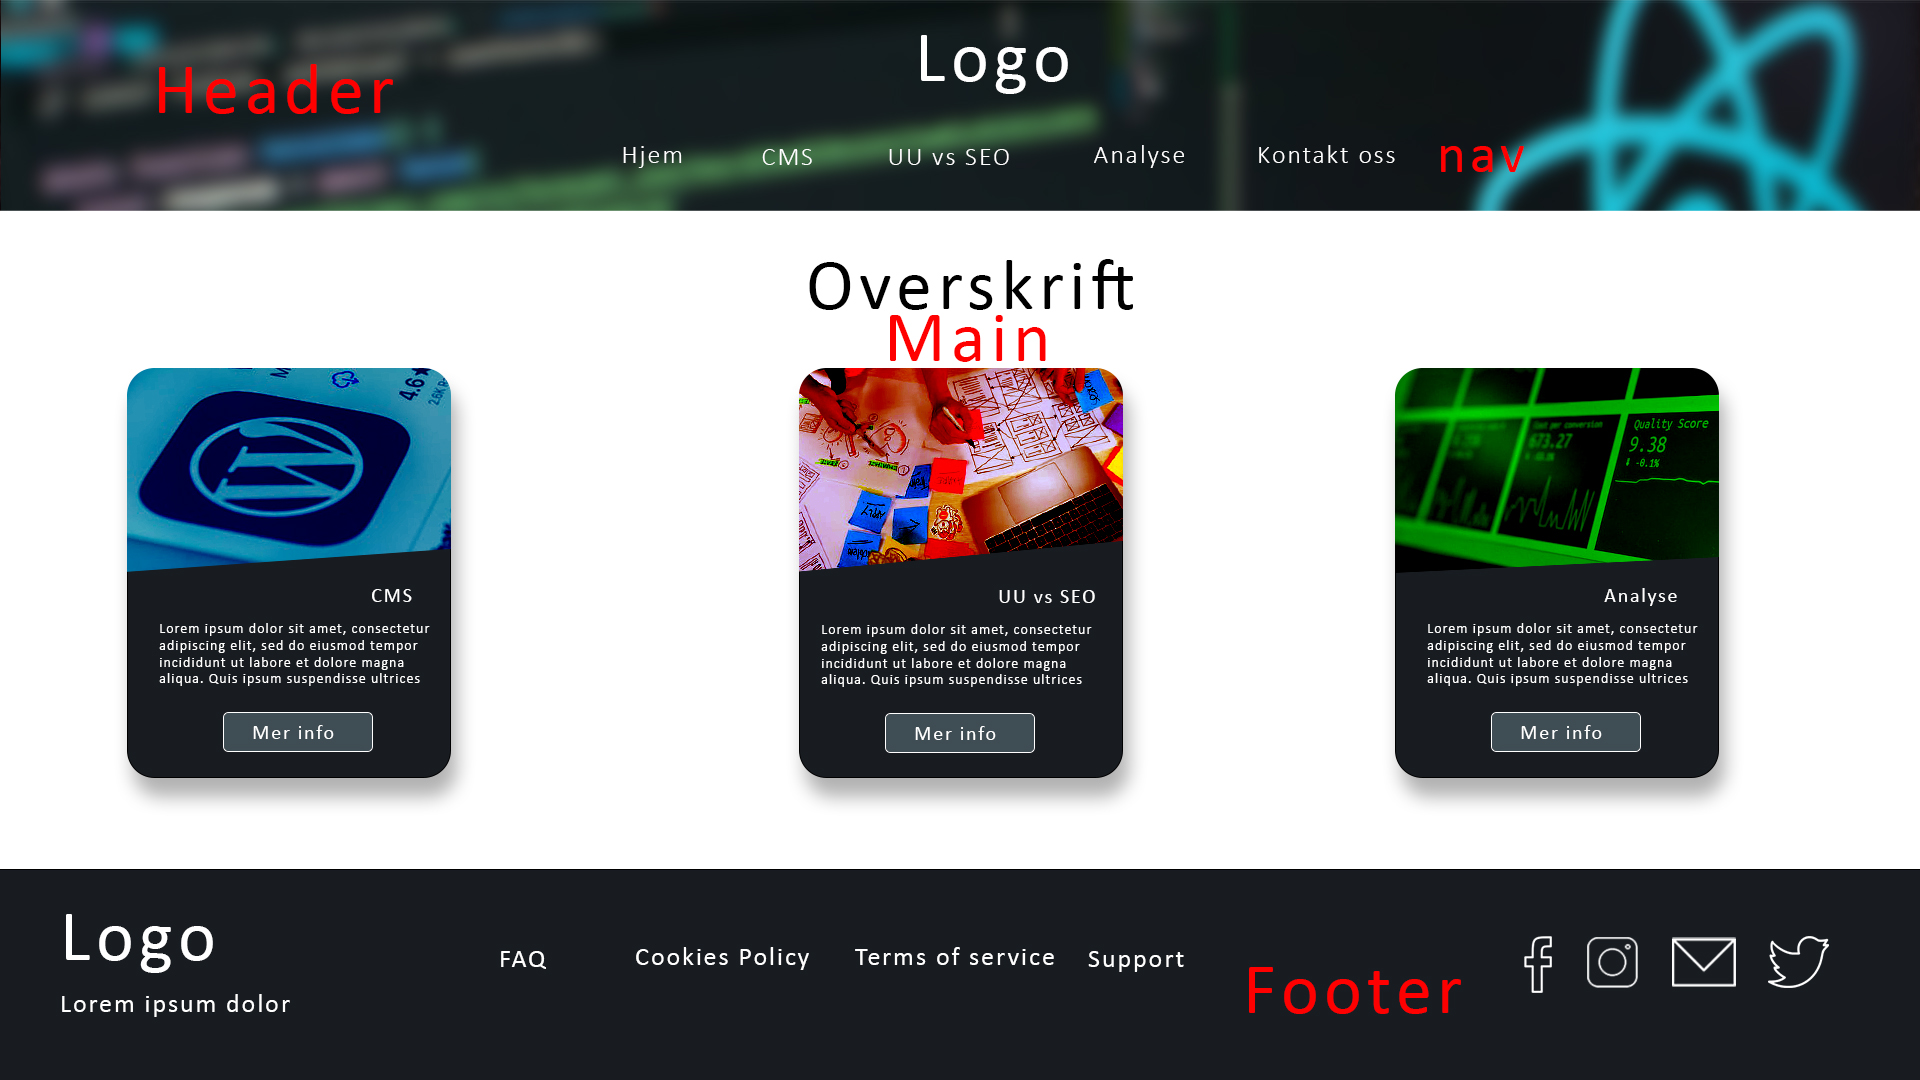 Logo
Header
Hjem CMS UU vs SEO Analyse Kontakt oss nav
Overskrift
Main
4.6★
Quality Score
673.27
9.38
-0.1%
CMS
Lorem ipsum dolor sit amet, consectetur
adipiscing elit, sed do eiusmod tempor
incididunt ut labore et dolore magna
aliqua. Quis ipsum suspendisse ultrices
Mer info
UU vs SEO
Lorem ipsum dolor sit amet, consectetur
adipiscing elit, sed do eiusmod tempor
incididunt ut labore et dolore magna
aliqua. Quis ipsum suspendisse ultrices
Mer info
Analyse
Lorem ipsum dolor sit amet, consectetur
adipiscing elit, sed do eiusmod tempor
incididunt ut labore et dolore magna
aliqua. Quis ipsum suspendisse ultrices
Mer info
Logo
Lorem ipsum dolor
FAQ Cookies Policy Terms of service Support
Footer